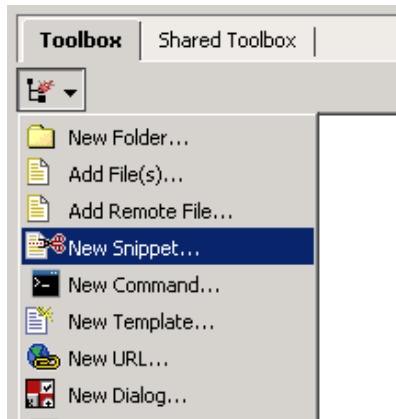 Toolbox Shared Toolbox
New Folder...
Add File(s)...
Add Remote File...
New Snippet...
New Command...
New Template...
New URL...
New Dialog...